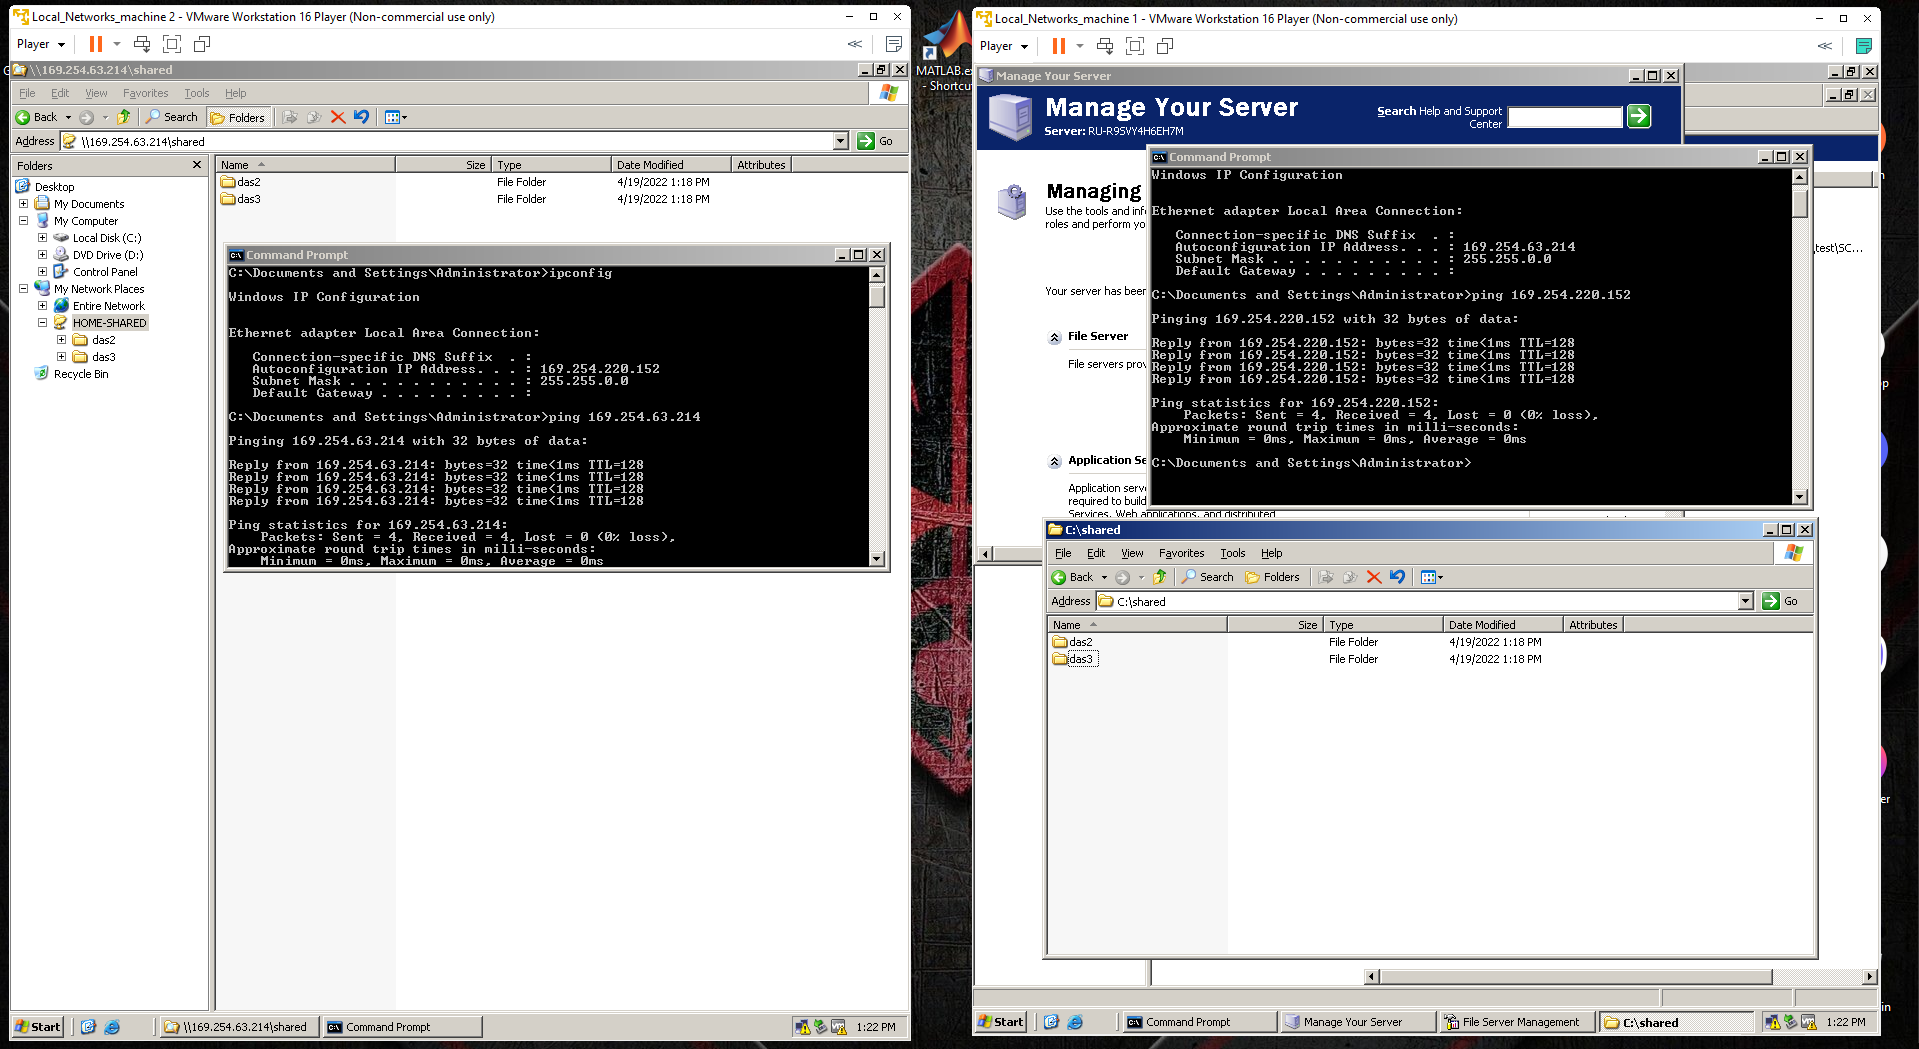 Local_Networks_machine 2 - VMware Workstation 16 Player (Non-commercial use only)
Player
\\169.254.63.214\shared
File Edit View Favorites Tools Help
Back Search Folders
Address \\169.254.63.214\shared Go
Folders
Desktop
My Documents
My Computer
Local Disk (C:)
DVD Drive (D:)
Control Panel
My Network Places
Entire Network
HOME-SHARED
das2
das3
Recycle Bin
Name Size Type Date Modified Attributes
das2 File Folder 4/19/2022 1:18 PM
das3 File Folder 4/19/2022 1:18 PM
Command Prompt
C:\Documents and Settings\Administrator>ipconfig
Windows IP Configuration
Ethernet adapter Local Area Connection:
Connection-specific DNS Suffix . :
Autoconfiguration IP Address. . . : 169.254.220.152
Subnet Mask . . . . . . . . . . . : 255.255.0.0
Default Gateway . . . . . . . . . :
C:\Documents and Settings\Administrator>ping 169.254.63.214
Pinging 169.254.63.214 with 32 bytes of data:
Reply from 169.254.63.214: bytes=32 time<1ms TTL=128
Reply from 169.254.63.214: bytes=32 time<1ms TTL=128
Reply from 169.254.63.214: bytes=32 time<1ms TTL=128
Reply from 169.254.63.214: bytes=32 time<1ms TTL=128
Ping statistics for 169.254.63.214:
Packets: Sent = 4, Received = 4, Lost = 0 (0% loss),
Approximate round trip times in milli-seconds:
Minimum = 0ms, Maximum = 0ms, Average = 0ms
Start \\169.254.63.214\shared Command Prompt 1:22 PM
MATLAB.ex
- Shortcu
Local_Networks_machine 1 - VMware Workstation 16 Player (Non-commercial use only)
Player
Manage Your Server
Manage Your Server
Server: RU-R9SVY4H6EH7M
Search Help and Support
Center
Managing
Use the tools and inf
roles and perform yo
Your server has been
File Server
File servers prov
Application Se
Application serve
required to build
Services, Web applications, and distributed
\test\SC...
Command Prompt
Windows IP Configuration
Ethernet adapter Local Area Connection:
Connection-specific DNS Suffix . :
Autoconfiguration IP Address. . . : 169.254.63.214
Subnet Mask . . . . . . . . . . . : 255.255.0.0
Default Gateway . . . . . . . . . :
C:\Documents and Settings\Administrator>ping 169.254.220.152
Pinging 169.254.220.152 with 32 bytes of data:
Reply from 169.254.220.152: bytes=32 time<1ms TTL=128
Reply from 169.254.220.152: bytes=32 time<1ms TTL=128
Reply from 169.254.220.152: bytes=32 time<1ms TTL=128
Reply from 169.254.220.152: bytes=32 time<1ms TTL=128
Ping statistics for 169.254.220.152:
Packets: Sent = 4, Received = 4, Lost = 0 (0% loss),
Approximate round trip times in milli-seconds:
Minimum = 0ms, Maximum = 0ms, Average = 0ms
C:\Documents and Settings\Administrator>
C:\shared
File Edit View Favorites Tools Help
Back Search Folders
Address C:\shared Go
Name Size Type Date Modified Attributes
das2 File Folder 4/19/2022 1:18 PM
das3 File Folder 4/19/2022 1:18 PM
Start Command Prompt Manage Your Server File Server Management C:\shared 1:22 PM